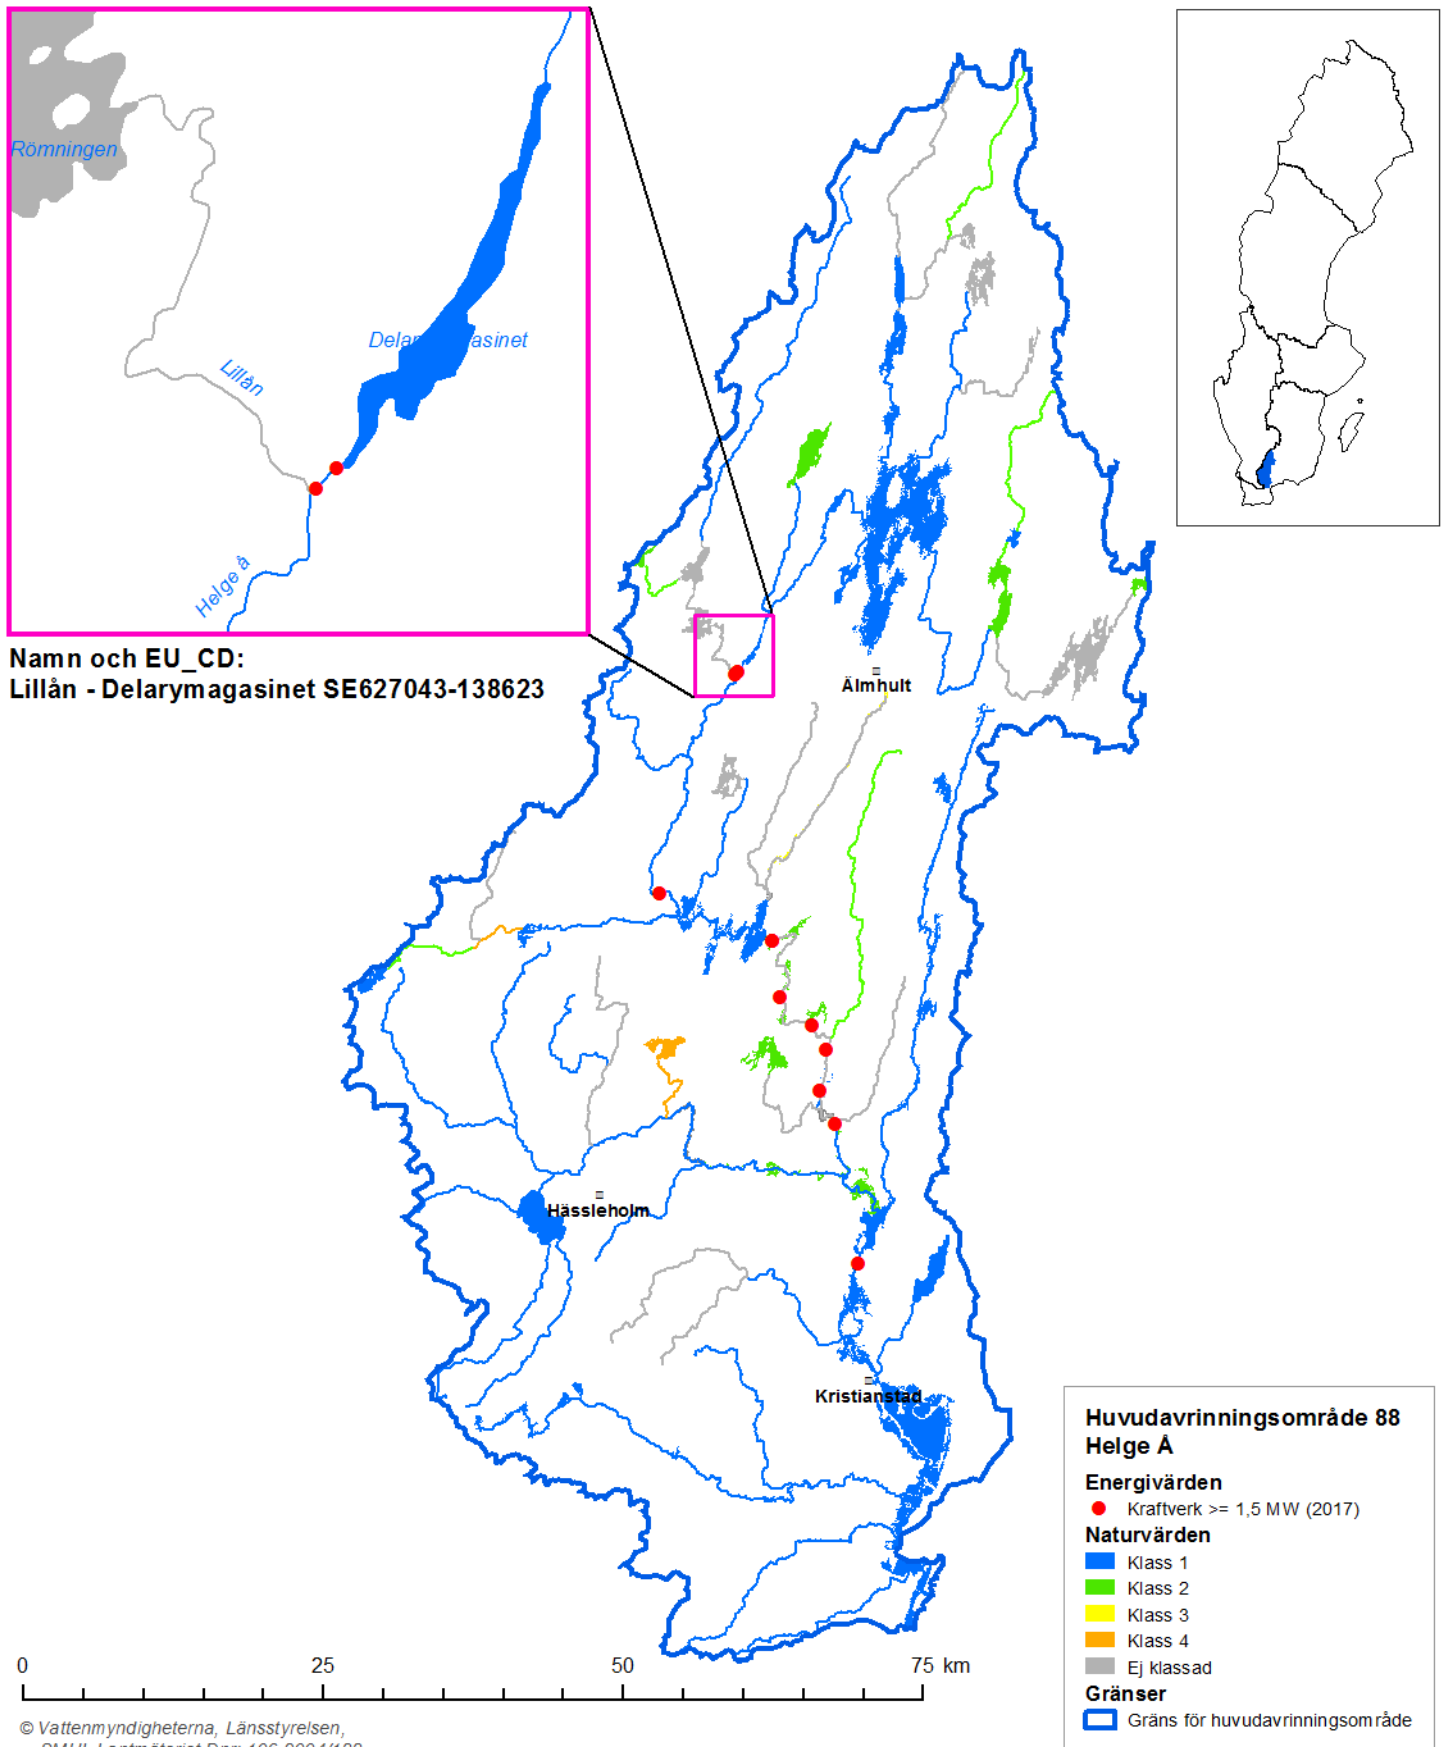 Römningen
Delar asinet
Lillån
Helge å
Namn och EU_CD:
Lillån - Delarymagasinet SE627043-138623
Älmhult
Hässleholm
Kristianstad
Huvudavrinningsområde 88
Helge Å
Energivärden
Kraftverk >= 1,5 MW (2017)
Naturvärden
Klass 1
Klass 2
Klass 3
Klass 4
Ej klassad
Gränser
Gräns för huvudavrinningsområde
0 25 50 75 km
© Vattenmyndigheterna, Länsstyrelsen,